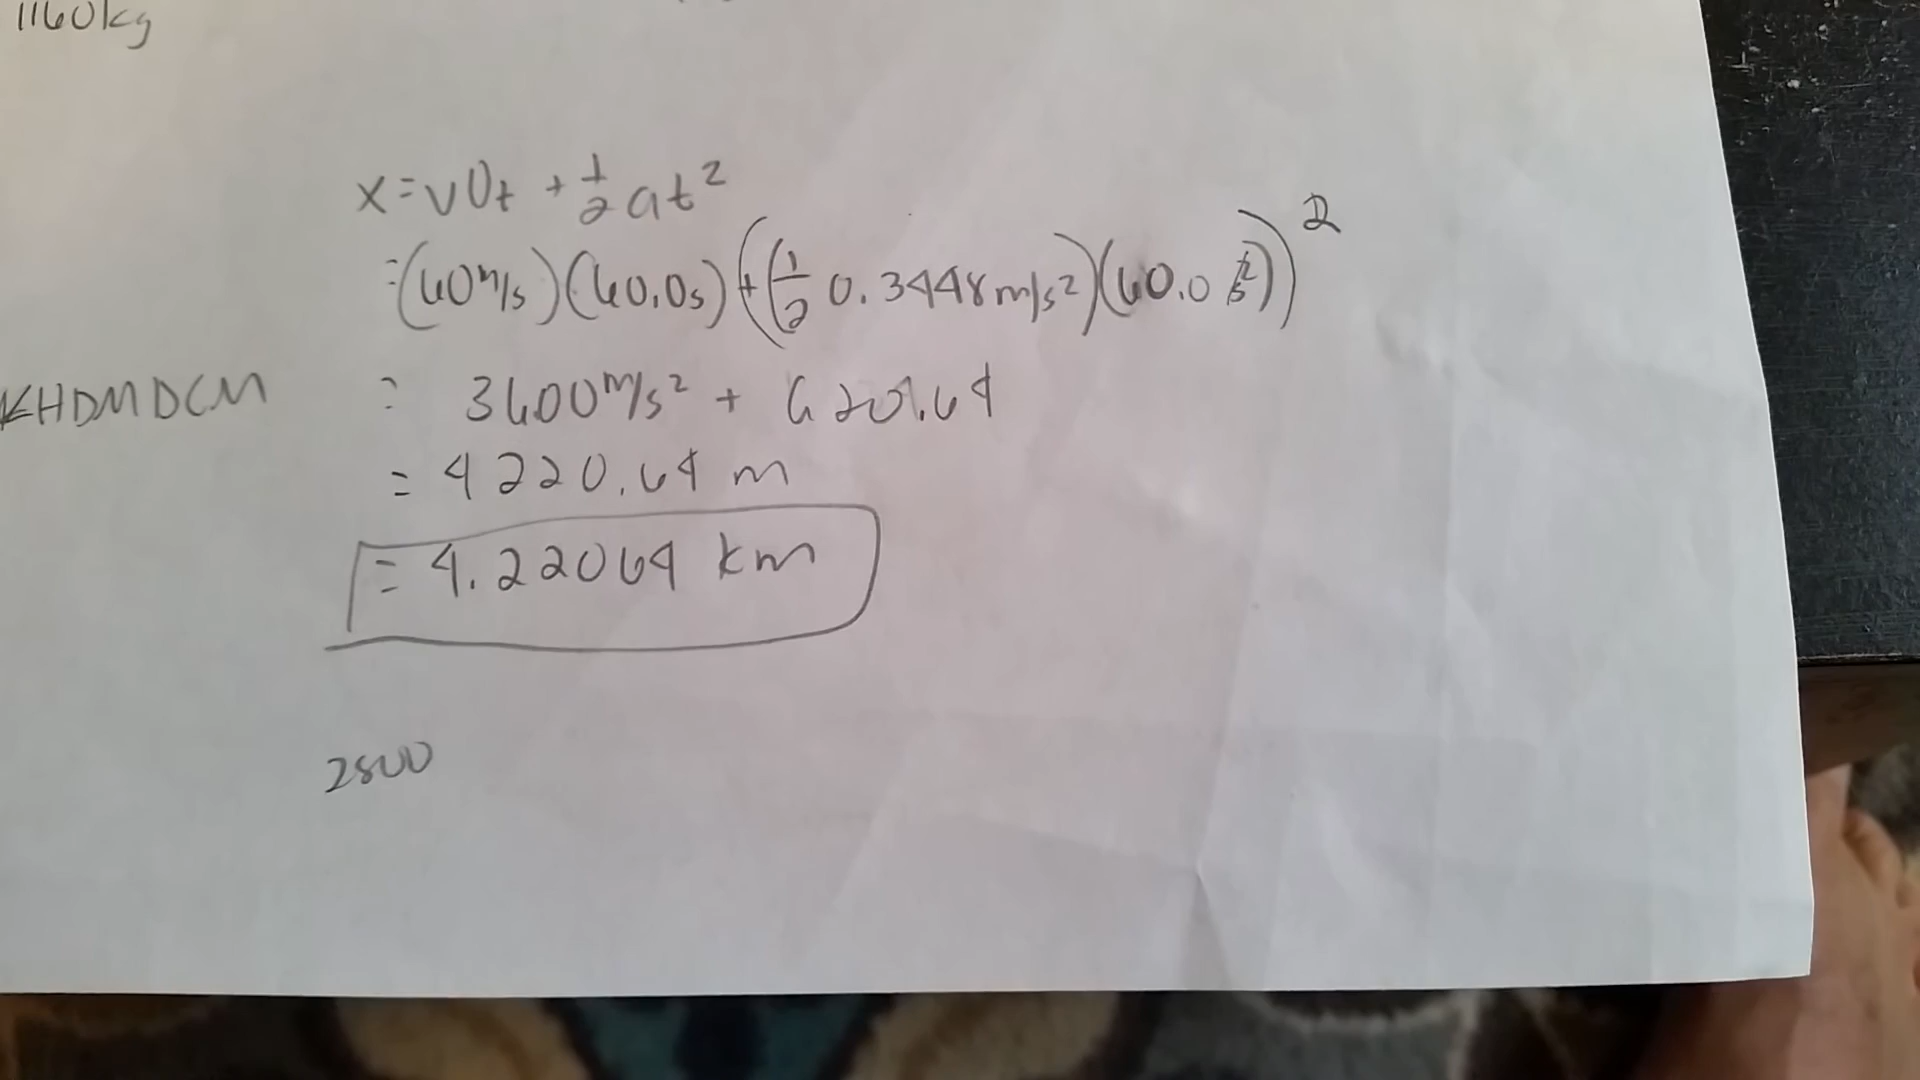 1160kg
x=v0t + 1/2 at²
=(60m/s)(60.0s)+((1/2 0.3448m/s²)(60.0 s))²
KHDMDCM
= 3600m/s² + 620.64
= 4220.64 m
= 4.22064 km
2800